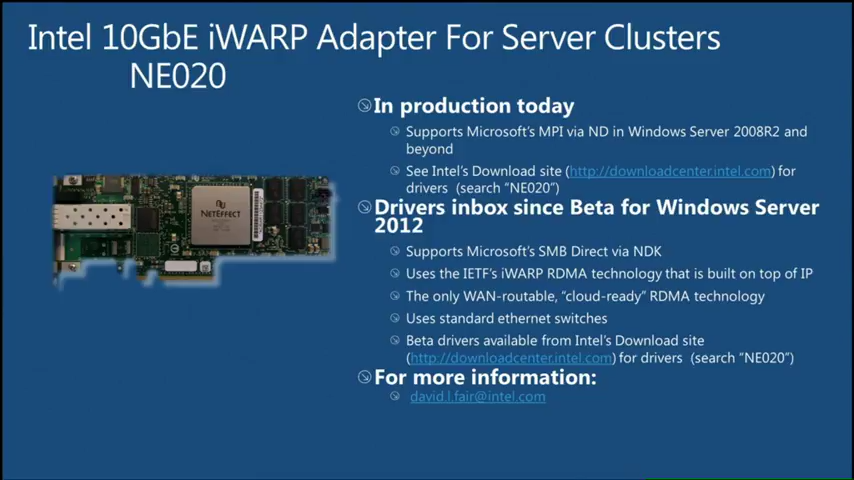 Intel 10GbE iWARP Adapter For Server Clusters
NE020
In production today
Supports Microsoft's MPI via ND in Windows Server 2008R2 and
beyond
See Intel's Download site (http://downloadcenter.intel.com) for
drivers (search "NE020")
Drivers inbox since Beta for Windows Server
2012
Supports Microsoft's SMB Direct via NDK
Uses the IETF's iWARP RDMA technology that is built on top of IP
The only WAN-routable, "cloud-ready" RDMA technology
Uses standard ethernet switches
Beta drivers available from Intel's Download site
(http://downloadcenter.intel.com) for drivers (search "NE020")
For more information:
david.l.fair@intel.com
NETEFFECT